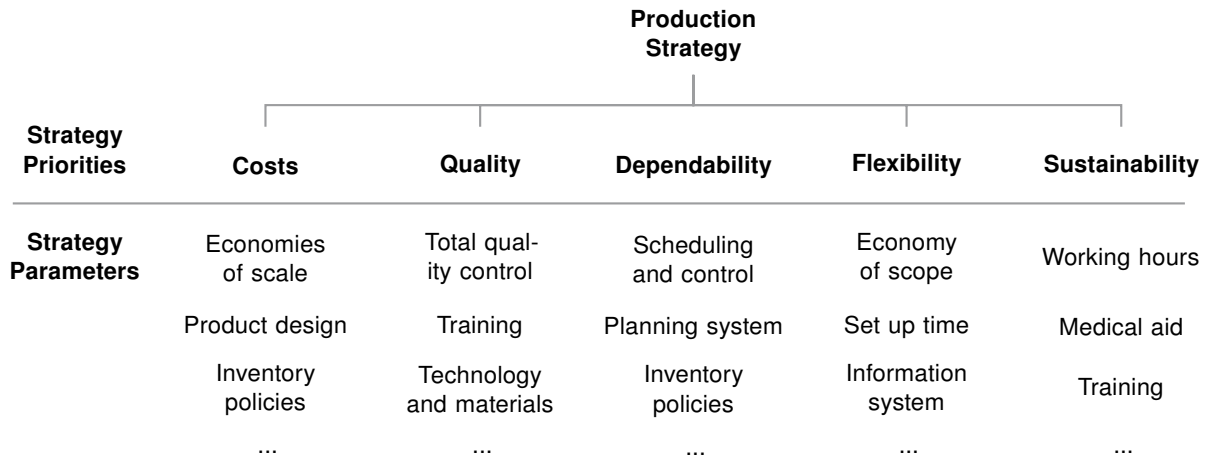 Production
Strategy
Strategy
Priorities
Costs Quality Dependability Flexibility Sustainability
Strategy
Parameters
Economies
of scale
Total qual-
ity control
Scheduling
and control
Economy
of scope
Working hours
Product design Training Planning system Set up time Medical aid
Inventory
policies
Technology
and materials
Inventory
policies
Information
system
Training
... ... ... ... ...